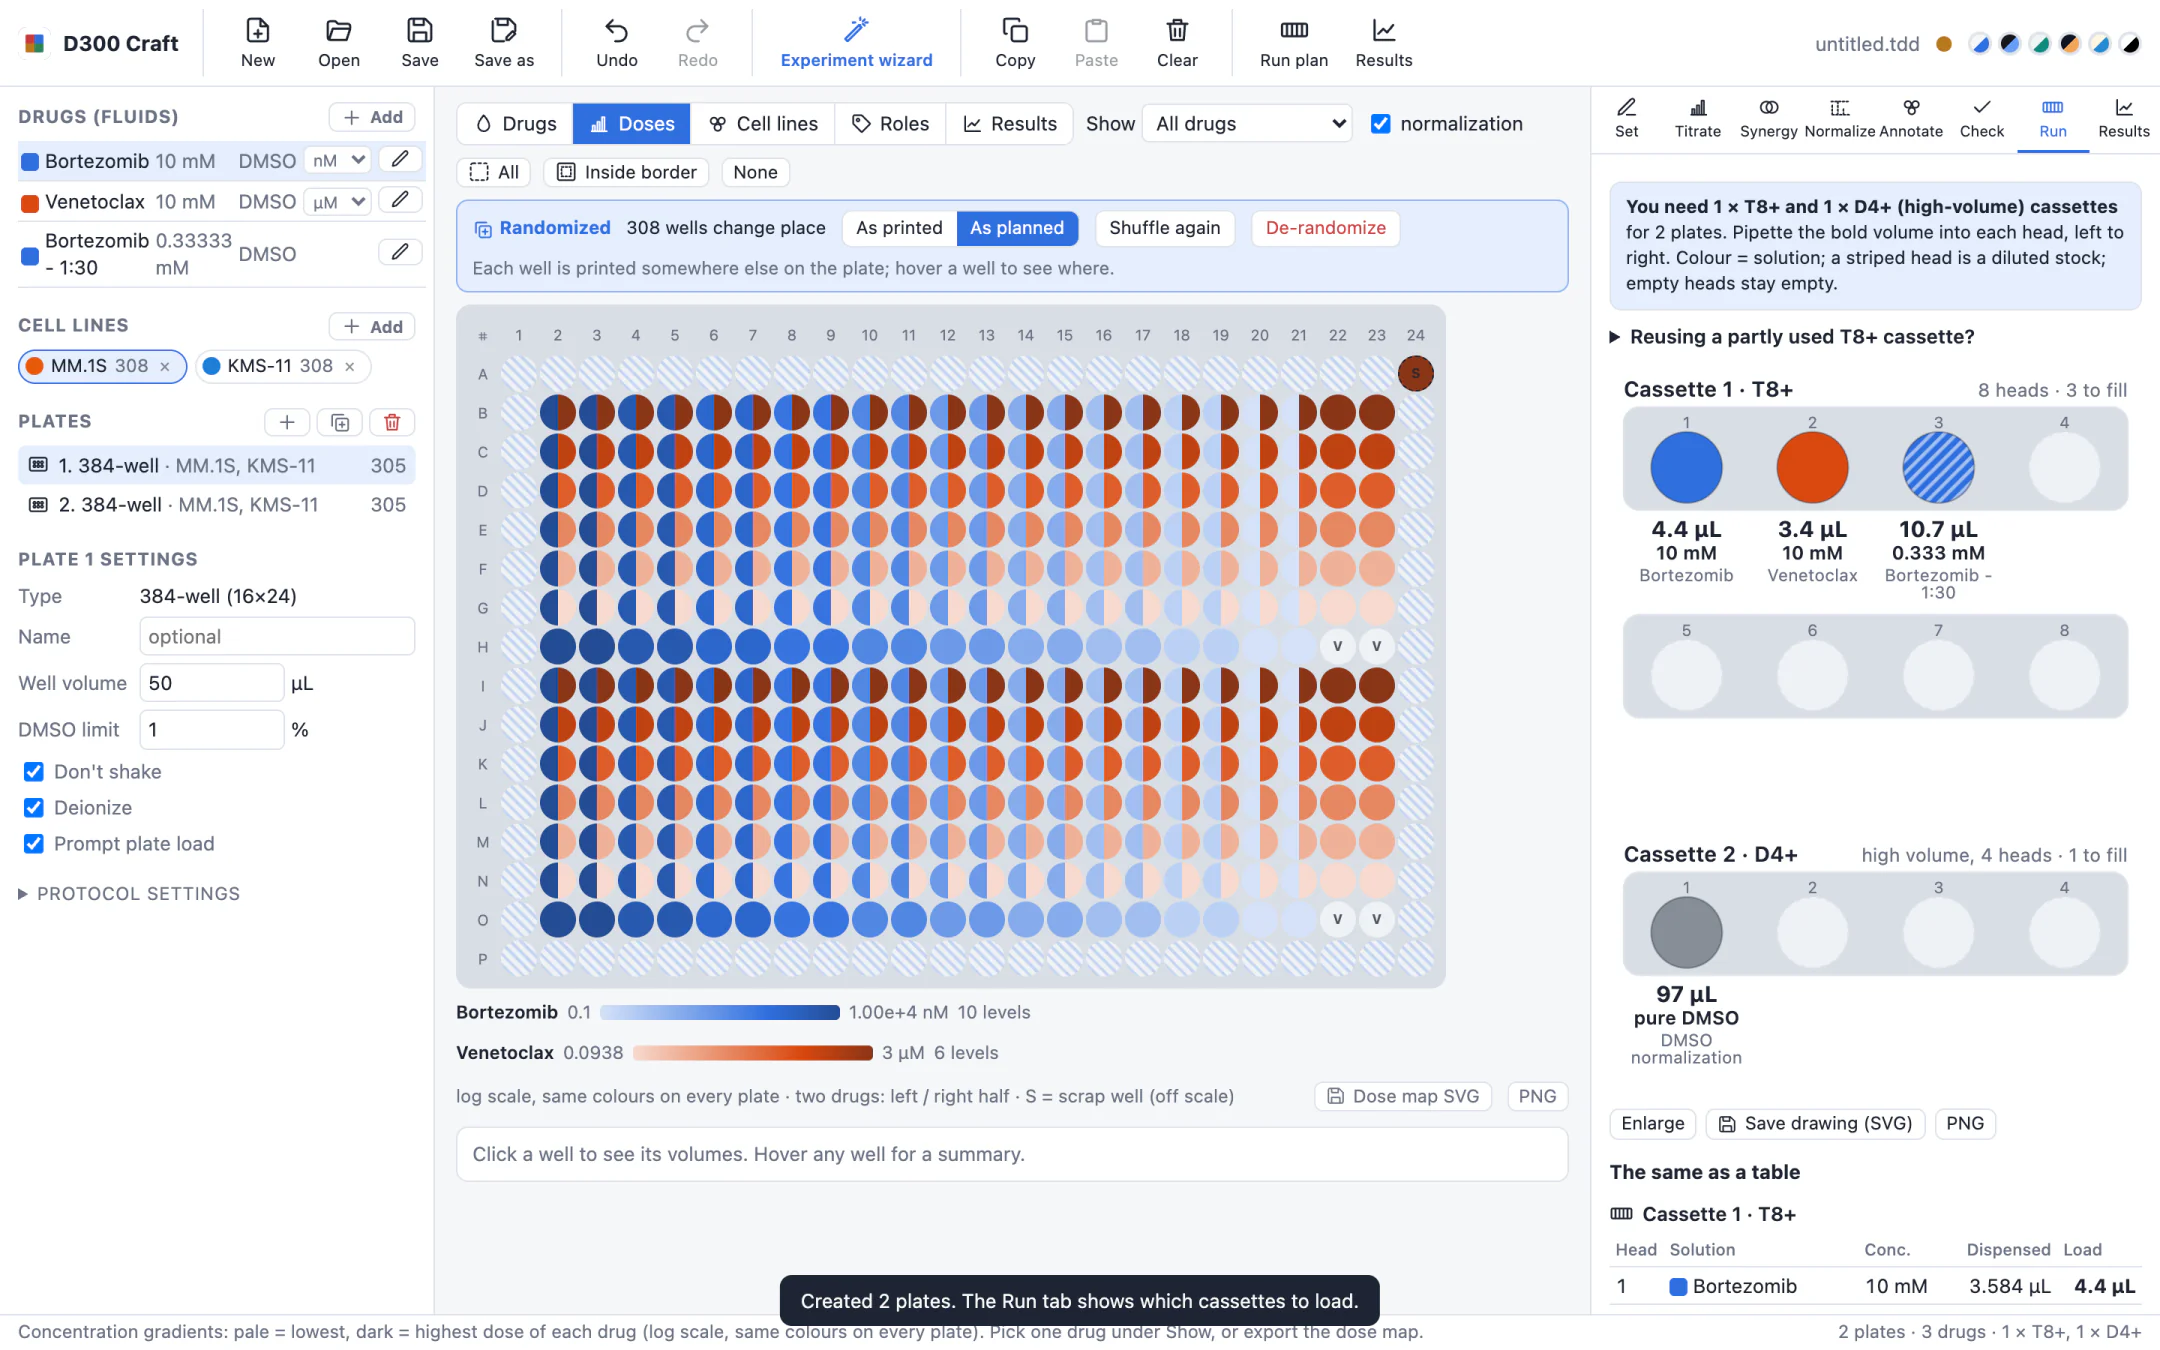 D300 Craft
New
Open
Save
Save as
Undo
Redo
Experiment wizard
Copy
Paste
Clear
Run plan
Results
untitled.tdd
DRUGS (FLUIDS)
Add
Bortezomib 10 mM DMSO nM
Venetoclax 10 mM DMSO µM
Bortezomib - 1:30 0.33333 mM DMSO
CELL LINES
Add
MM.1S 308 ×
KMS-11 308 ×
PLATES
1. 384-well · MM.1S, KMS-11 305
2. 384-well · MM.1S, KMS-11 305
PLATE 1 SETTINGS
Type 384-well (16×24)
Name optional
Well volume 50 µL
DMSO limit 1 %
Don't shake
Deionize
Prompt plate load
PROTOCOL SETTINGS
Drugs Doses Cell lines Roles Results Show All drugs normalization
All Inside border None
Randomized 308 wells change place As printed As planned Shuffle again De-randomize
Each well is printed somewhere else on the plate; hover a well to see where.
# 1 2 3 4 5 6 7 8 9 10 11 12 13 14 15 16 17 18 19 20 21 22 23 24
A S
B
C
D
E
F
G
H V V
I
J
K
L
M
N
O V V
P
Bortezomib 0.1 1.00e+4 nM 10 levels
Venetoclax 0.0938 3 µM 6 levels
log scale, same colours on every plate · two drugs: left / right half · S = scrap well (off scale)
Dose map SVG PNG
Click a well to see its volumes. Hover any well for a summary.
Created 2 plates. The Run tab shows which cassettes to load.
Set Titrate Synergy Normalize Annotate Check Run Results
You need 1 × T8+ and 1 × D4+ (high-volume) cassettes
for 2 plates. Pipette the bold volume into each head, left to
right. Colour = solution; a striped head is a diluted stock;
empty heads stay empty.
Reusing a partly used T8+ cassette?
Cassette 1 · T8+ 8 heads · 3 to fill
1 2 3 4
4.4 µL 3.4 µL 10.7 µL
10 mM 10 mM 0.333 mM
Bortezomib Venetoclax Bortezomib -
1:30
5 6 7 8
Cassette 2 · D4+ high volume, 4 heads · 1 to fill
1 2 3 4
97 µL
pure DMSO
DMSO
normalization
Enlarge Save drawing (SVG) PNG
The same as a table
Cassette 1 · T8+
Head Solution Conc. Dispensed Load
1 Bortezomib 10 mM 3.584 µL 4.4 µL
Concentration gradients: pale = lowest, dark = highest dose of each drug (log scale, same colours on every plate). Pick one drug under Show, or export the dose map.
2 plates · 3 drugs · 1 × T8+, 1 × D4+